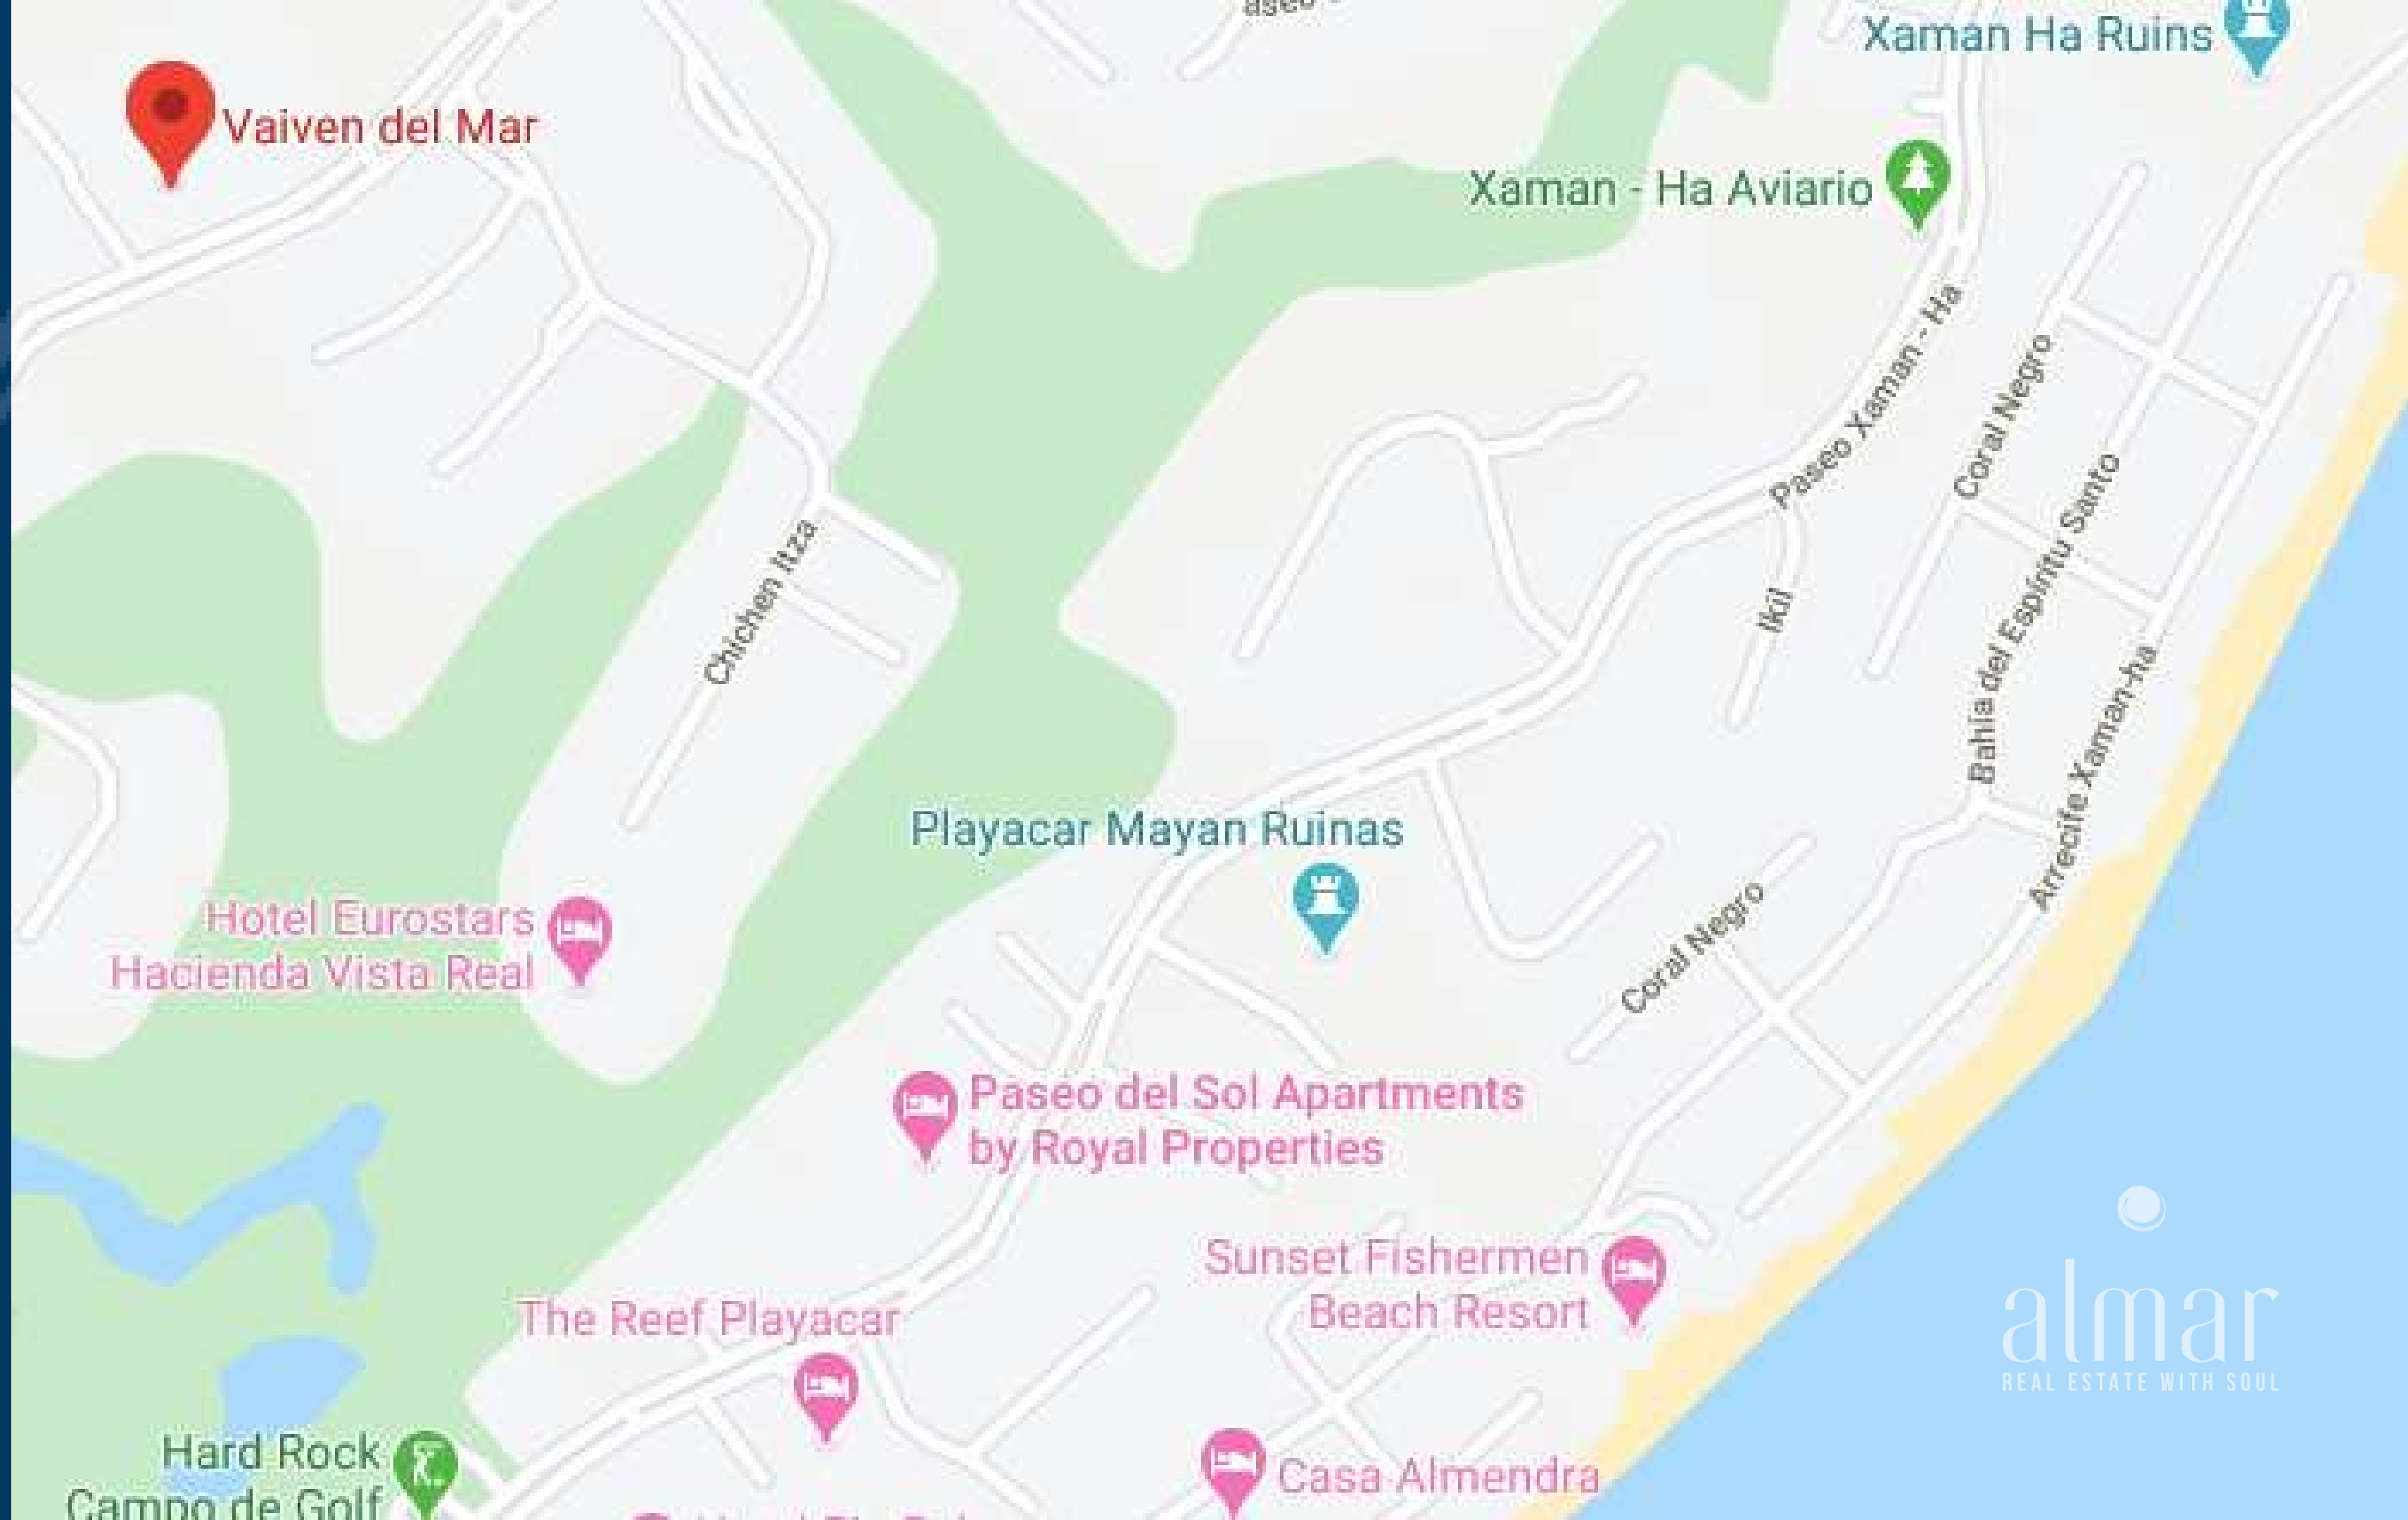 Xaman Ha Ruins
Vaiven del Mar
Xaman - Ha Aviario
Paseo Xaman - Ha
Coral Negro
Bahía del Espíritu Santo
Chichen Itza
Ikil
Arrecife Xaman-ha
Playacar Mayan Ruinas
Hotel Eurostars
Hacienda Vista Real
Coral Negro
Paseo del Sol Apartments
by Royal Properties
Sunset Fishermen
Beach Resort
almar
REAL ESTATE WITH SOUL
The Reef Playacar
Hard Rock
Campo de Golf
Casa Almendra